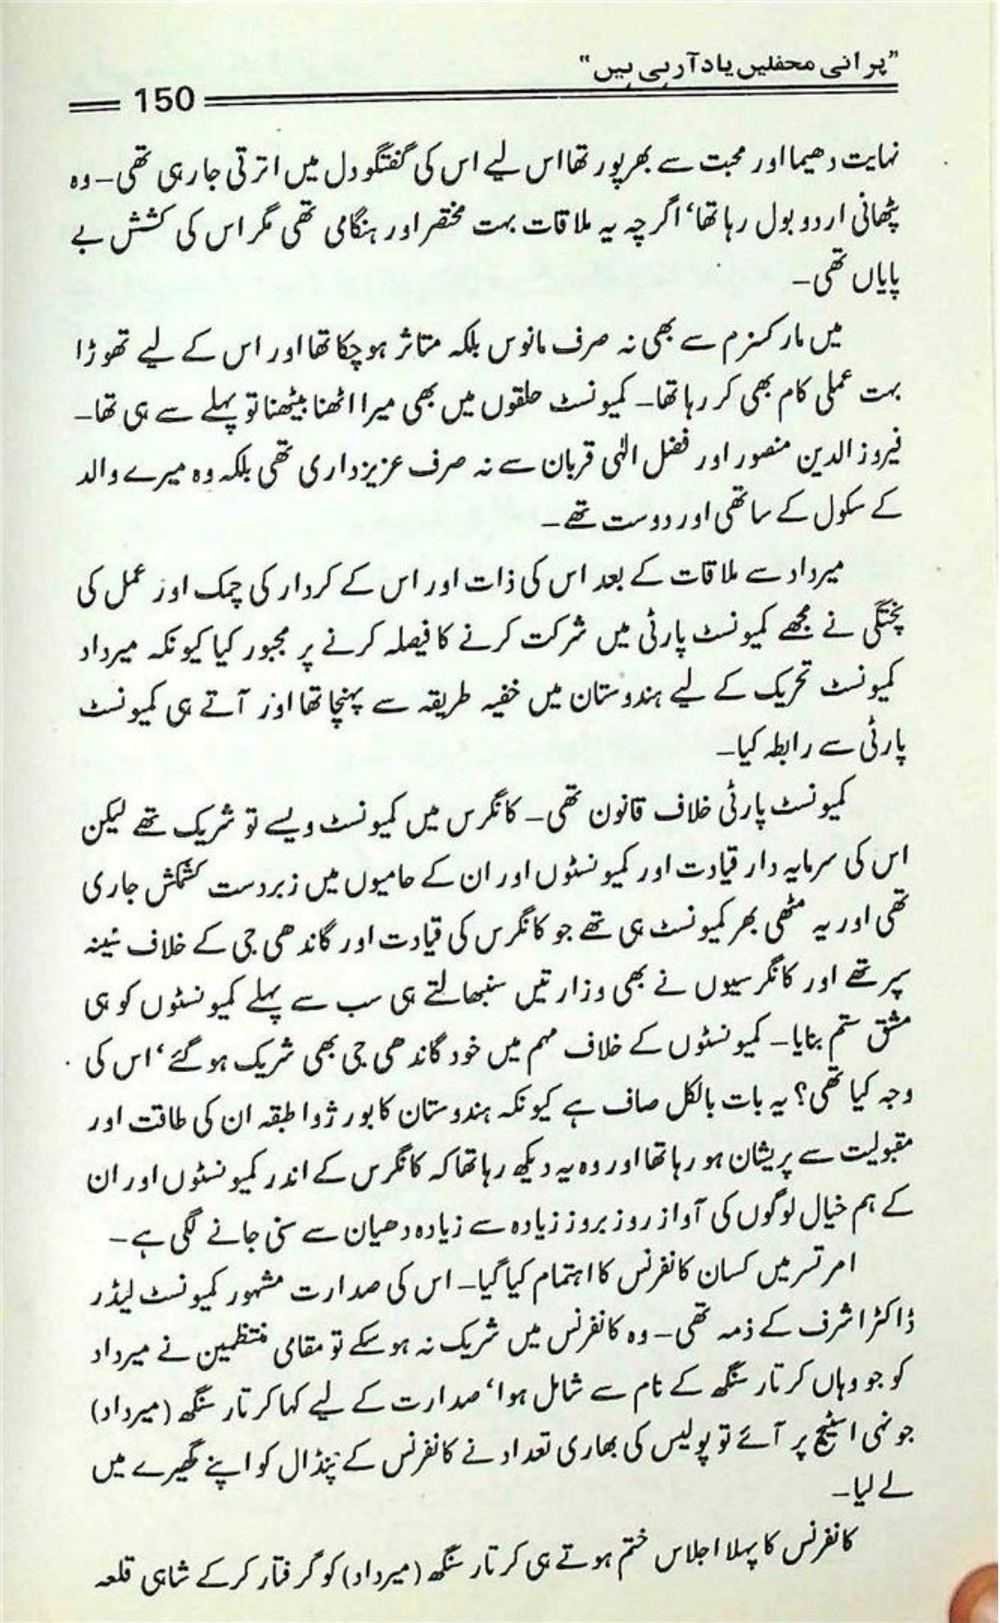 "پرانی محفلیں یاد آ رہی ہیں"
150
نہایت دھیما اور محبت سے بھرپور تھا اس لیے اس کی گفتگو دل میں اترتی جا رہی تھی۔ وہ
پٹھانی اردو بول رہا تھا‘ اگرچہ یہ ملاقات بہت مختصر اور ہنگامی تھی مگر اس کی کشش بے
پایاں تھی۔
میں مارکسزم سے بھی نہ صرف مانوس بلکہ متاثر ہو چکا تھا اور اس کے لیے تھوڑا
بہت عملی کام بھی کر رہا تھا۔ کمیونسٹ حلقوں میں بھی میرا اٹھنا بیٹھنا تو پہلے سے ہی تھا۔
فیروز الدین منصور اور فضل الٰہی قربان سے نہ صرف عزیز داری تھی بلکہ وہ میرے والد
کے سکول کے ساتھی اور دوست تھے۔
میرداد سے ملاقات کے بعد اس کی ذات اور اس کے کردار کی چمک اور عمل کی
پختگی نے مجھے کمیونسٹ پارٹی میں شرکت کرنے کا فیصلہ کرنے پر مجبور کیا کیونکہ میرداد
کمیونسٹ تحریک کے لیے ہندوستان میں خفیہ طریقہ سے پہنچا تھا اور آتے ہی کمیونسٹ
پارٹی سے رابطہ کیا۔
کمیونسٹ پارٹی خلاف قانون تھی۔ کانگرس میں کمیونسٹ ویسے تو شریک تھے لیکن
اس کی سرمایہ دار قیادت اور کمیونسٹوں اور ان کے حامیوں میں زبردست کشمکش جاری
تھی اور یہ مٹھی بھر کمیونسٹ ہی تھے جو کانگرس کی قیادت اور گاندھی جی کے خلاف سینہ
سپر تھے اور کانگرسیوں نے بھی وزارتیں سنبھالتے ہی سب سے پہلے کمیونسٹوں کو ہی
مشق ستم بنایا۔ کمیونسٹوں کے خلاف مہم میں خود گاندھی جی بھی شریک ہو گئے‘ اس کی
وجہ کیا تھی؟ یہ بات بالکل صاف ہے کیونکہ ہندوستان کا بورژوا طبقہ ان کی طاقت اور
مقبولیت سے پریشان ہو رہا تھا اور وہ یہ دیکھ رہا تھا کہ کانگرس کے اندر کمیونسٹوں اور ان
کے ہم خیال لوگوں کی آواز روز بروز زیادہ سے زیادہ دھیان سے سنی جانے لگی ہے۔
امرتسر میں کسان کانفرنس کا اہتمام کیا گیا۔ اس کی صدارت مشہور کمیونسٹ لیڈر
ڈاکٹر اشرف کے ذمہ تھی۔ وہ کانفرنس میں شریک نہ ہو سکے تو مقامی منتظمین نے میرداد
کو جو وہاں کرتار سنگھ کے نام سے شامل ہوا‘ صدارت کے لیے کہا کرتار سنگھ (میرداد)
جونہی اسٹیج پر آئے تو پولیس کی بھاری تعداد نے کانفرنس کے پنڈال کو اپنے گھیرے میں
لے لیا۔
کانفرنس کا پہلا اجلاس ختم ہوتے ہی کرتار سنگھ (میرداد) کو گرفتار کر کے شاہی قلعہ